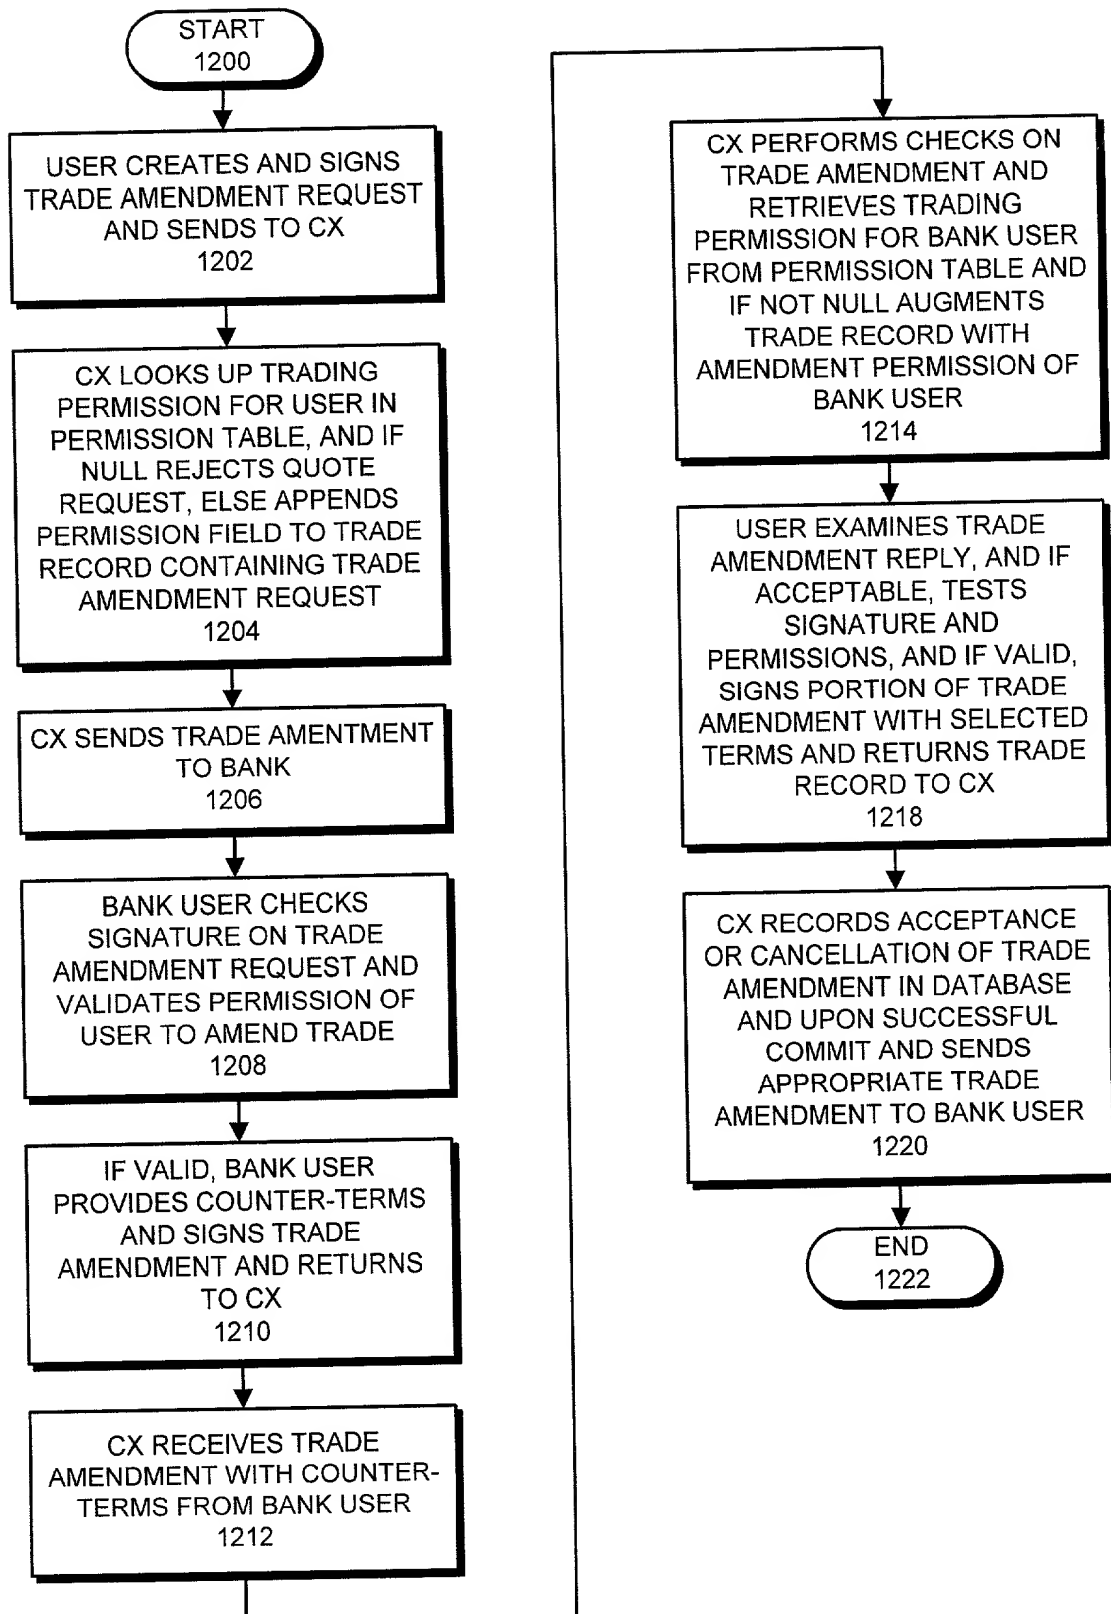 START
1200
USER CREATES AND SIGNS
TRADE AMENDMENT REQUEST
AND SENDS TO CX
1202
CX LOOKS UP TRADING
PERMISSION FOR USER IN
PERMISSION TABLE, AND IF
NULL REJECTS QUOTE
REQUEST, ELSE APPENDS
PERMISSION FIELD TO TRADE
RECORD CONTAINING TRADE
AMENDMENT REQUEST
1204
CX SENDS TRADE AMENTMENT
TO BANK
1206
BANK USER CHECKS
SIGNATURE ON TRADE
AMENDMENT REQUEST AND
VALIDATES PERMISSION OF
USER TO AMEND TRADE
1208
IF VALID, BANK USER
PROVIDES COUNTER-TERMS
AND SIGNS TRADE
AMENDMENT AND RETURNS
TO CX
1210
CX RECEIVES TRADE
AMENDMENT WITH COUNTER-
TERMS FROM BANK USER
1212
CX PERFORMS CHECKS ON
TRADE AMENDMENT AND
RETRIEVES TRADING
PERMISSION FOR BANK USER
FROM PERMISSION TABLE AND
IF NOT NULL AUGMENTS
TRADE RECORD WITH
AMENDMENT PERMISSION OF
BANK USER
1214
USER EXAMINES TRADE
AMENDMENT REPLY, AND IF
ACCEPTABLE, TESTS
SIGNATURE AND
PERMISSIONS, AND IF VALID,
SIGNS PORTION OF TRADE
AMENDMENT WITH SELECTED
TERMS AND RETURNS TRADE
RECORD TO CX
1218
CX RECORDS ACCEPTANCE
OR CANCELLATION OF TRADE
AMENDMENT IN DATABASE
AND UPON SUCCESSFUL
COMMIT AND SENDS
APPROPRIATE TRADE
AMENDMENT TO BANK USER
1220
END
1222